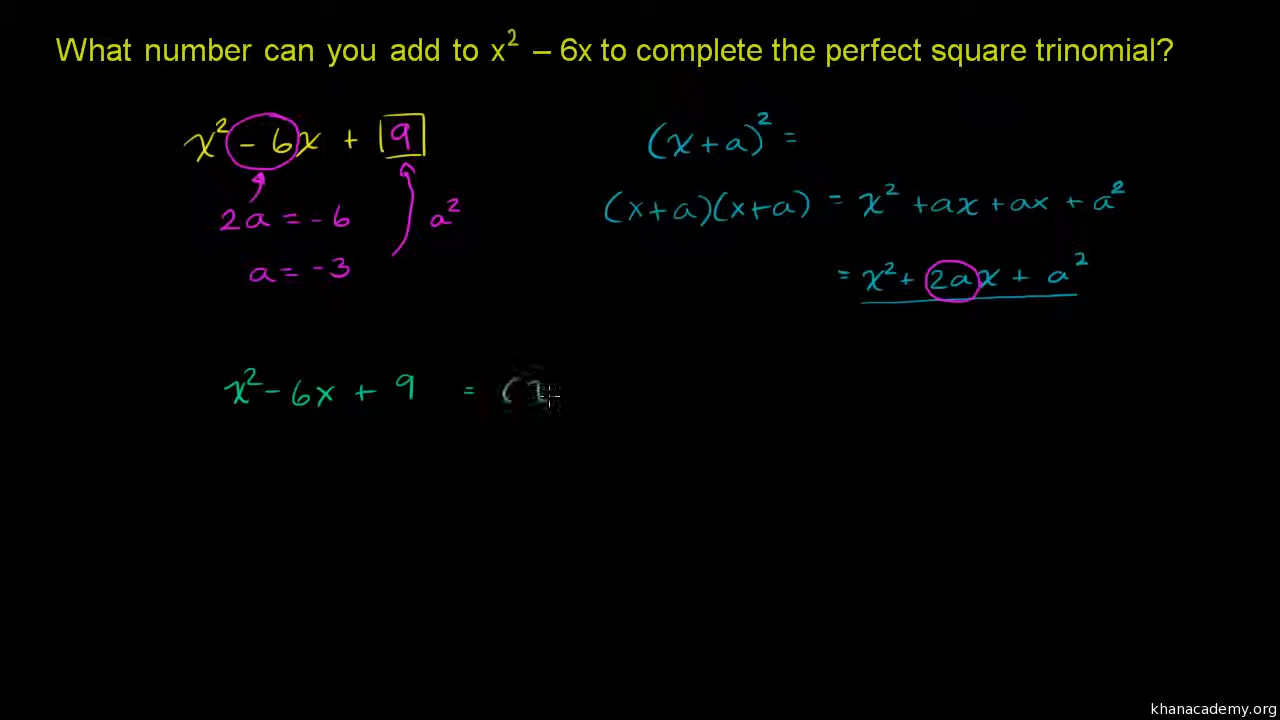 What number can you add to x² – 6x to complete the perfect square trinomial?
x² - 6x + 9
2a = -6
a²
a = -3
(x+a)² =
(x+a)(x+a) = x² + ax + ax + a²
= x² + 2ax + a²
x² - 6x + 9 = (x
khanacademy.org